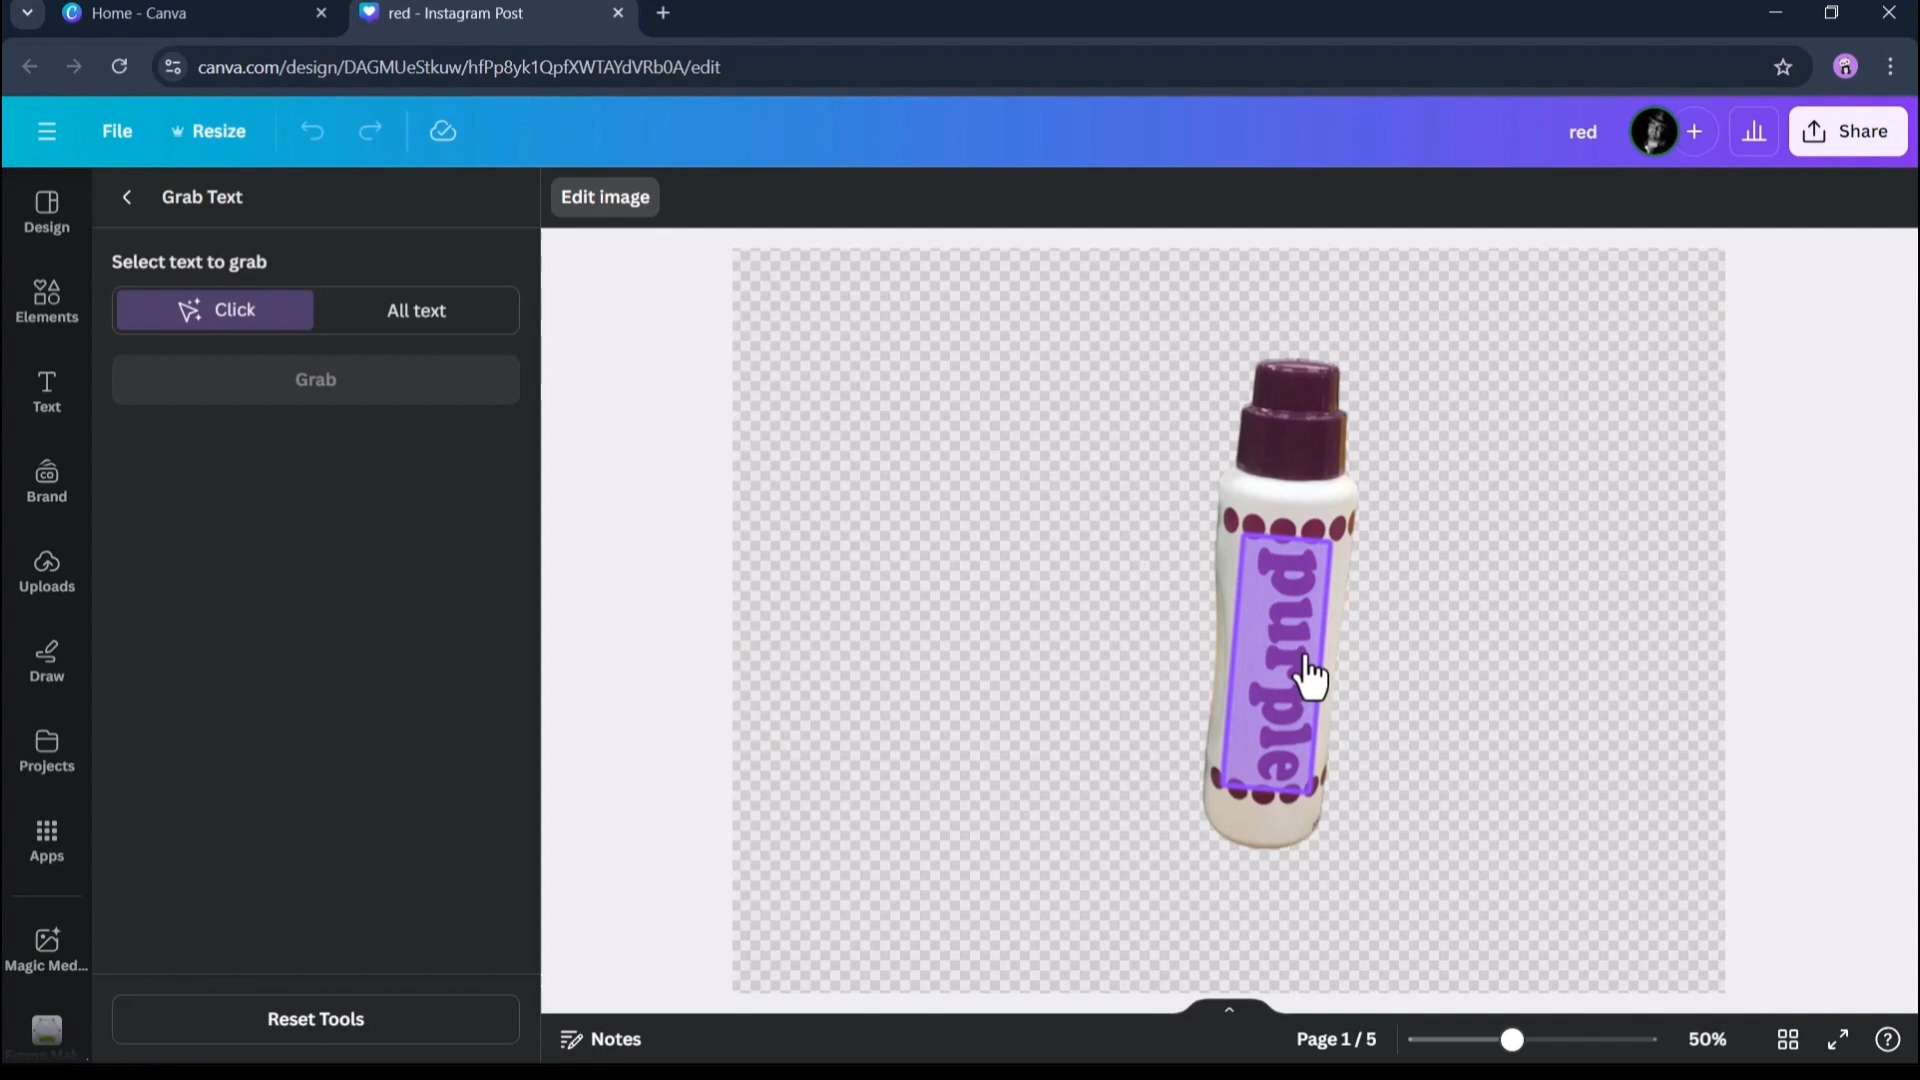 Home - Canva
red - Instagram Post
canva.com/design/DAGMUeStkuw/hfPp8yk1QpfXWTAYdVRb0A/edit
File
Resize
red
Share
Design
Elements
Text
Brand
Uploads
Draw
Projects
Apps
Magic Med...
Grab Text
Select text to grab
Click
All text
Grab
Reset Tools
Edit image
purple
Notes
Page 1 / 5
50%